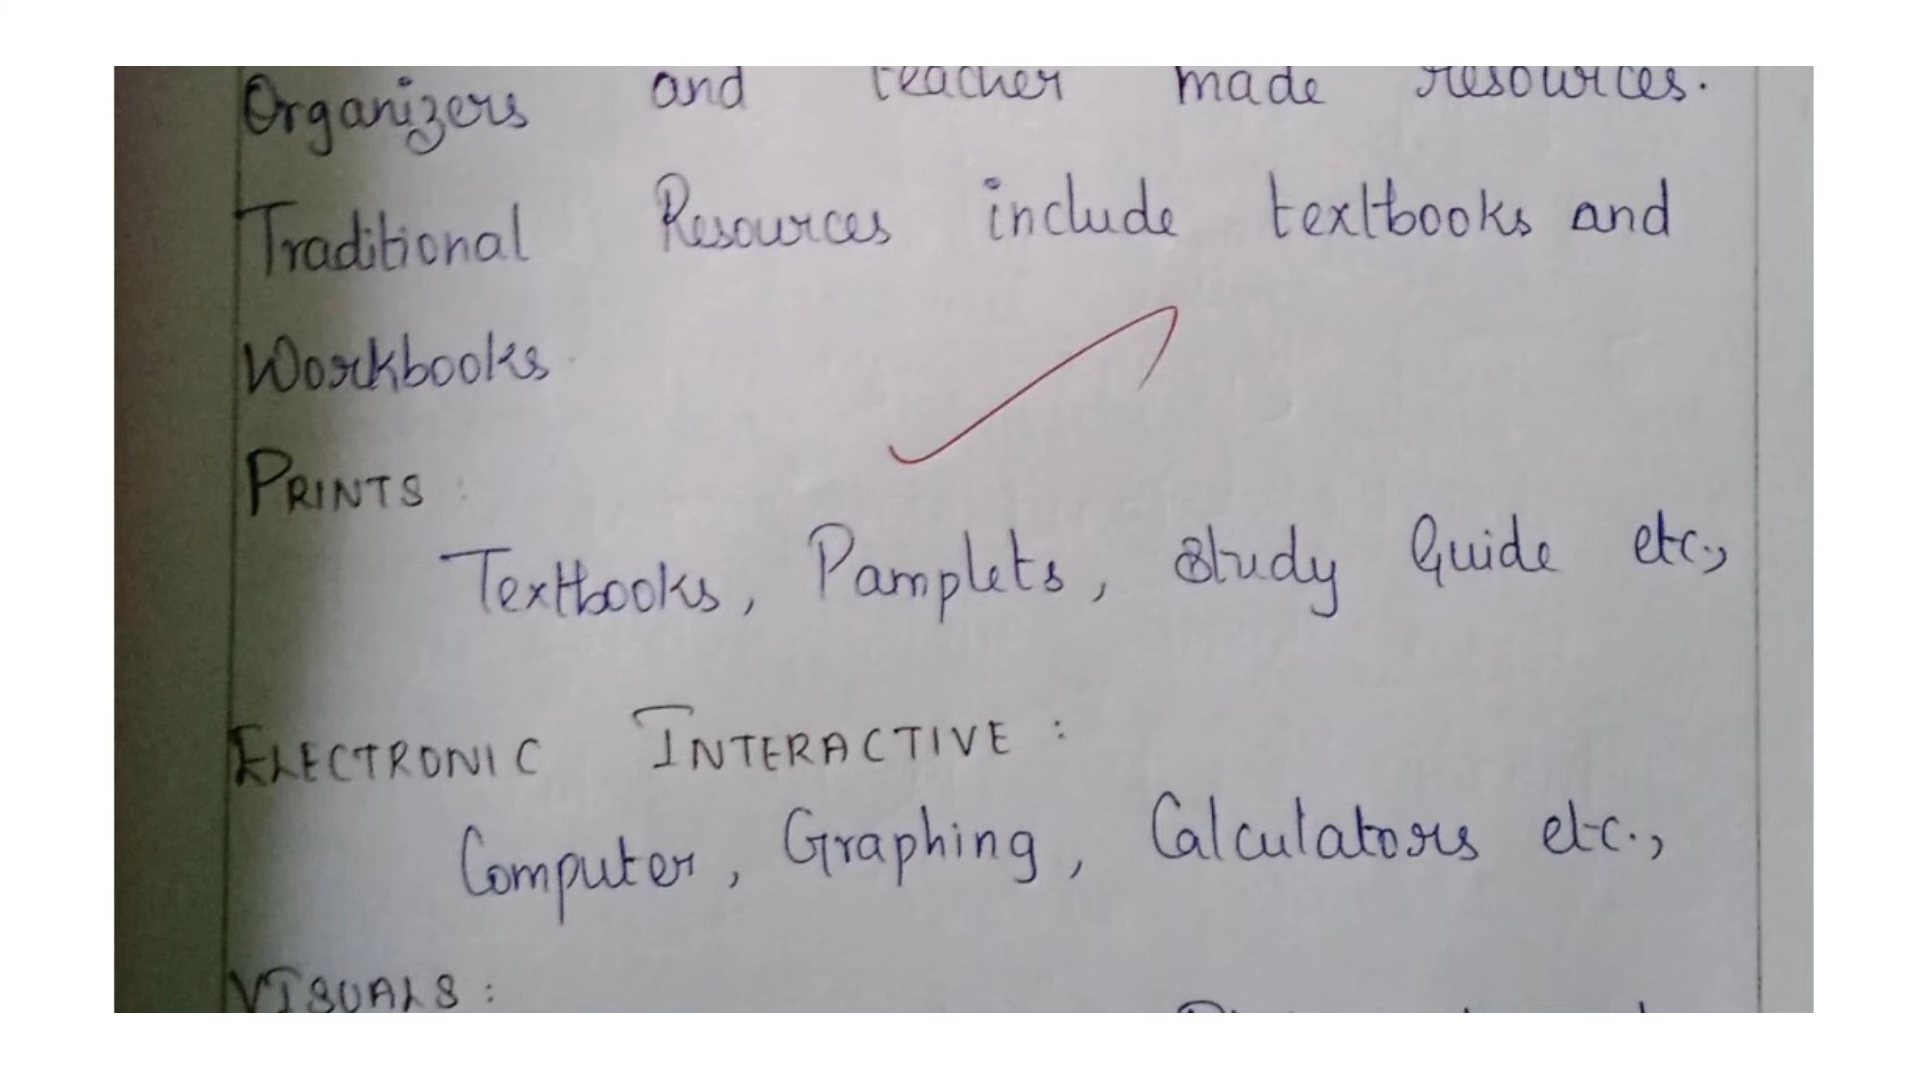 Organizers and teacher made resources.
Traditional Resources include textbooks and
Workbooks.
PRINTS:
Textbooks, Pamplets, Study Guide etc.,
ELECTRONIC INTERACTIVE:
Computer, Graphing, Calculators etc.,
VISUALS: